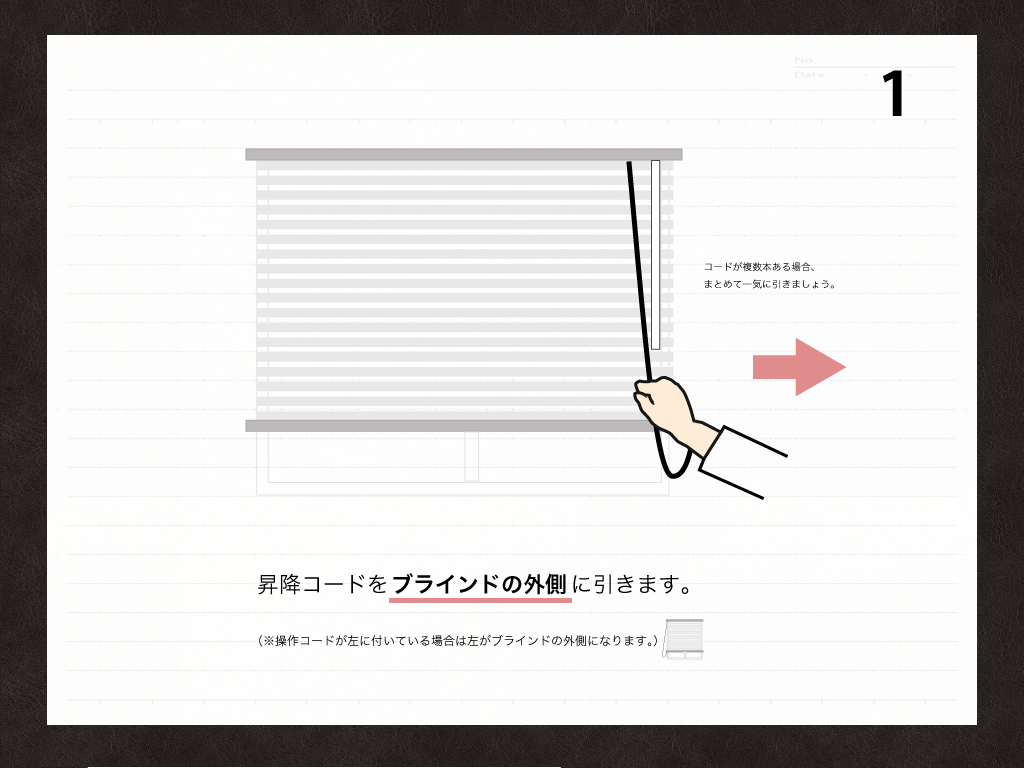 No.
Date
1
コードが複数本ある場合、
まとめて一気に引きましょう。
昇降コードをブラインドの外側に引きます。
(※操作コードが左に付いている場合は左がブラインドの外側になります。)